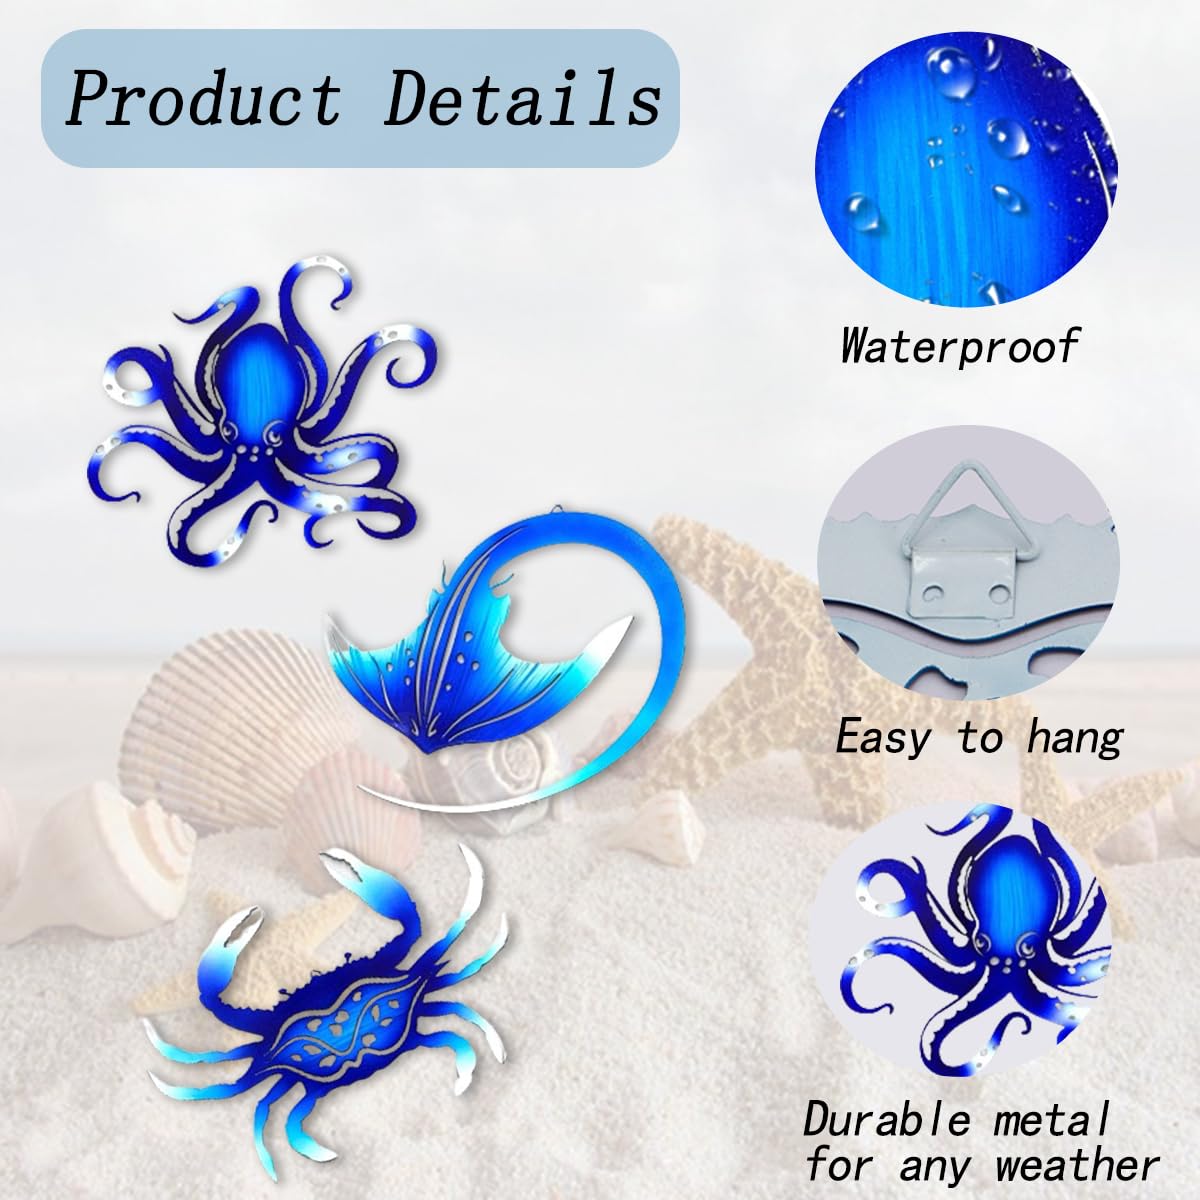 Product Details
Waterproof
Easy to hang
Durable metal
for any weather